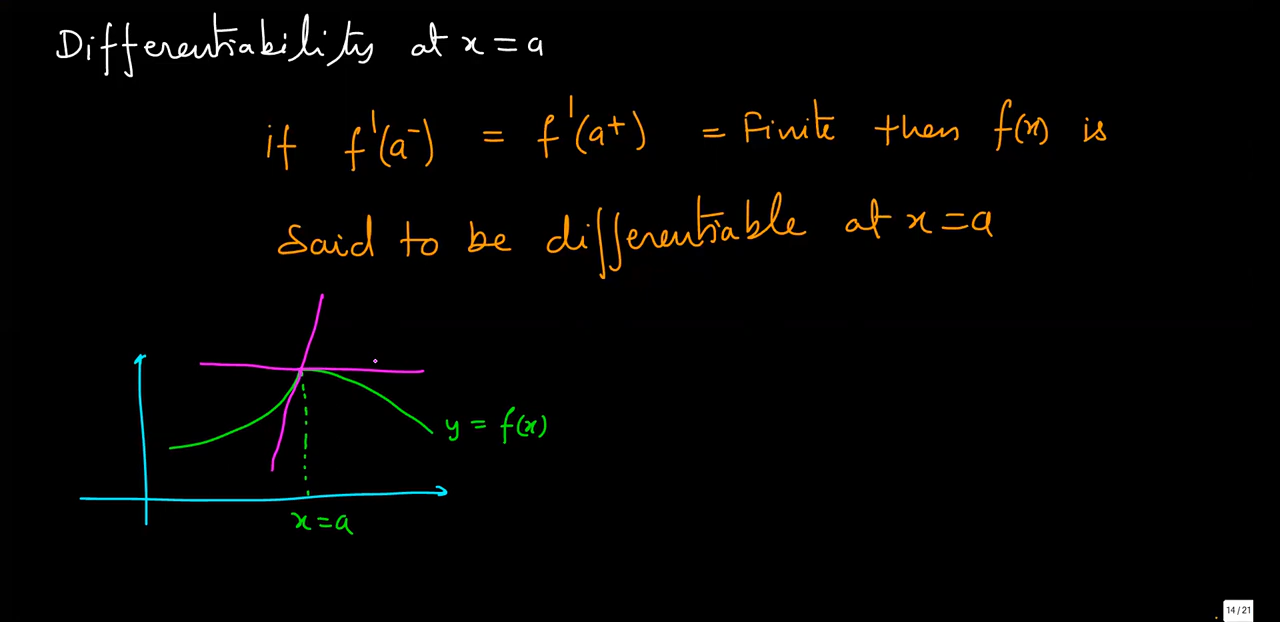 Differentiability at x = a
if f'(a-) = f'(a+) = Finite then f(x) is
said to be differentiable at x = a
y = f(x)
x = a
14 / 21